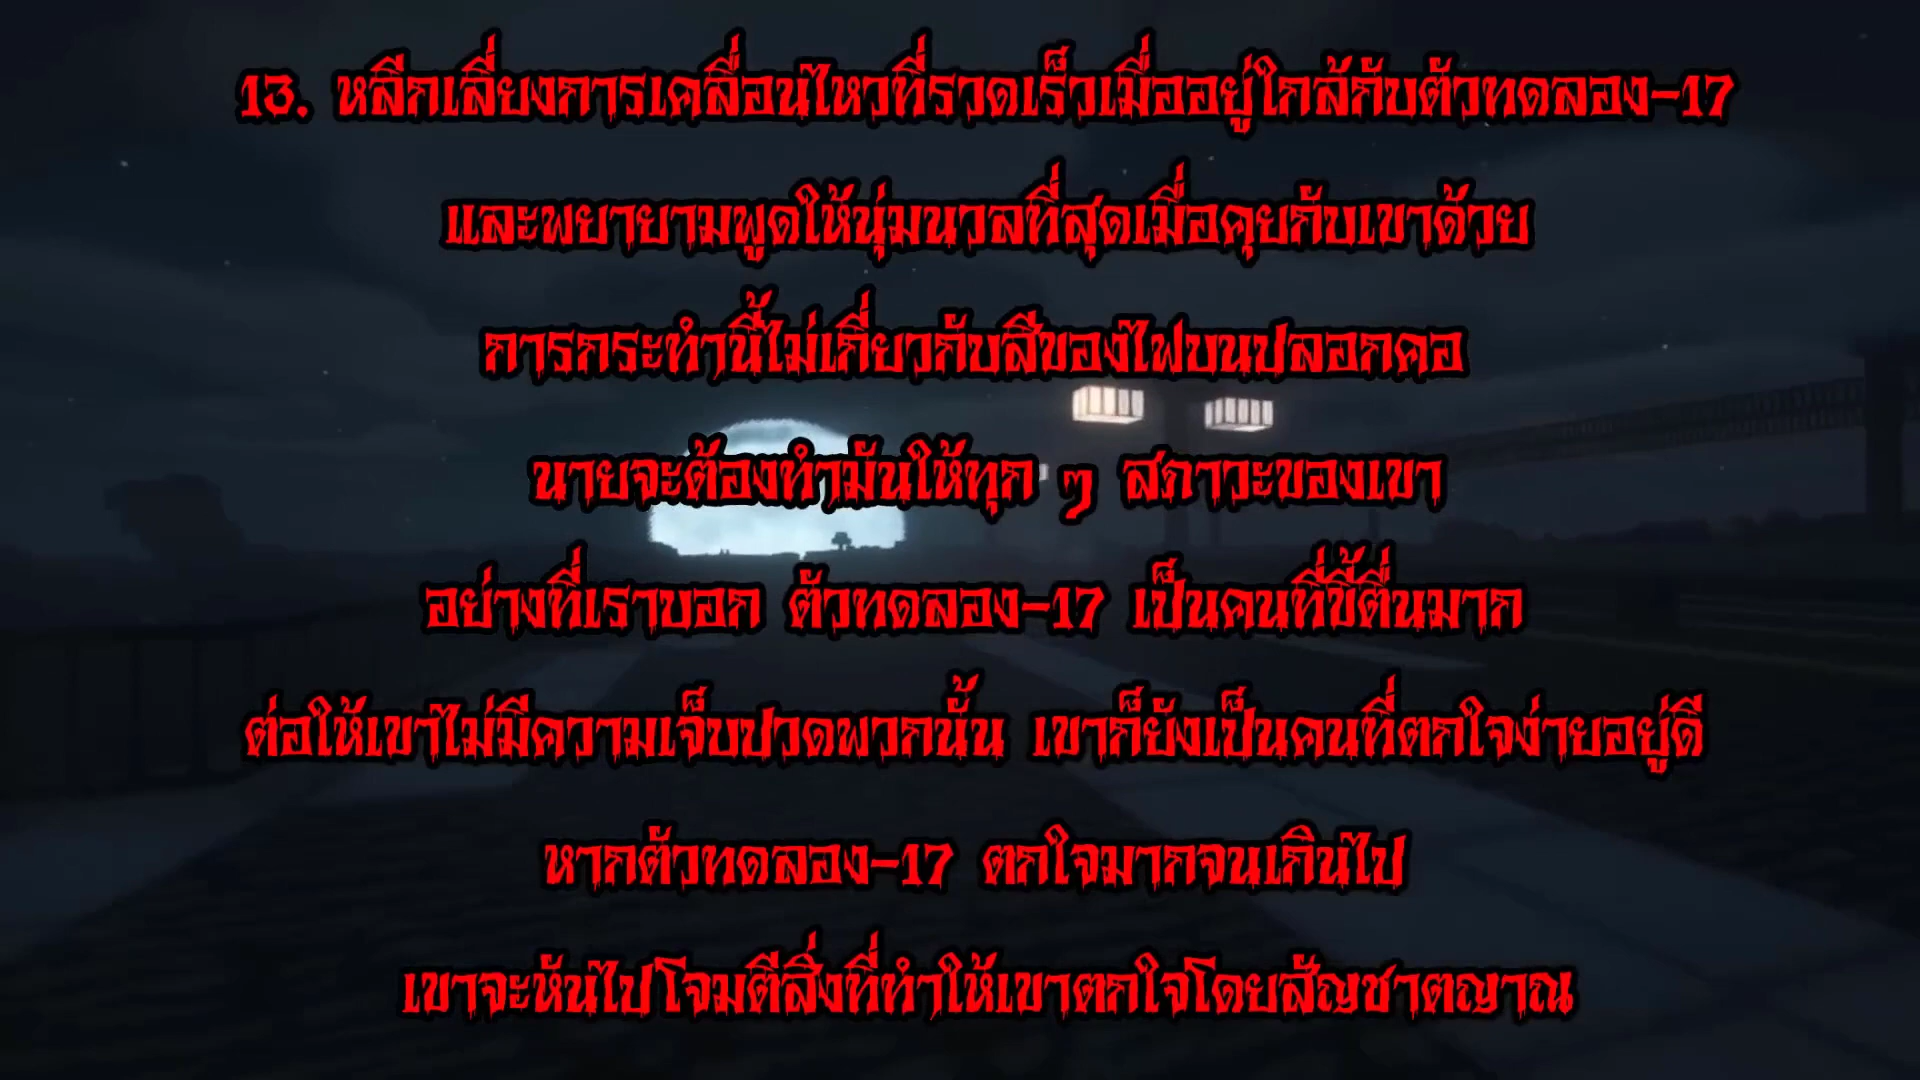 13. หลีกเลี่ยงการเคลื่อนไหวที่รวดเร็วเมื่ออยู่ใกล้กับตัวทดลอง-17
และพยายามพูดให้นุ่มนวลที่สุดเมื่อคุยกับเขาด้วย
การกระทำนี้ไม่เกี่ยวกับสีของไฟบนปลอกคอ
นายจะต้องทำมันให้ทุก ๆ สภาวะของเขา
อย่างที่เราบอก ตัวทดลอง-17 เป็นคนที่ขี้ตื่นมาก
ต่อให้เขาไม่มีความเจ็บปวดพวกนั้น เขาก็ยังเป็นคนที่ตกใจง่ายอยู่ดี
หากตัวทดลอง-17 ตกใจมากจนเกินไป
เขาจะหันไปโจมตีสิ่งที่ทำให้เขาตกใจโดยสัญชาตญาณ